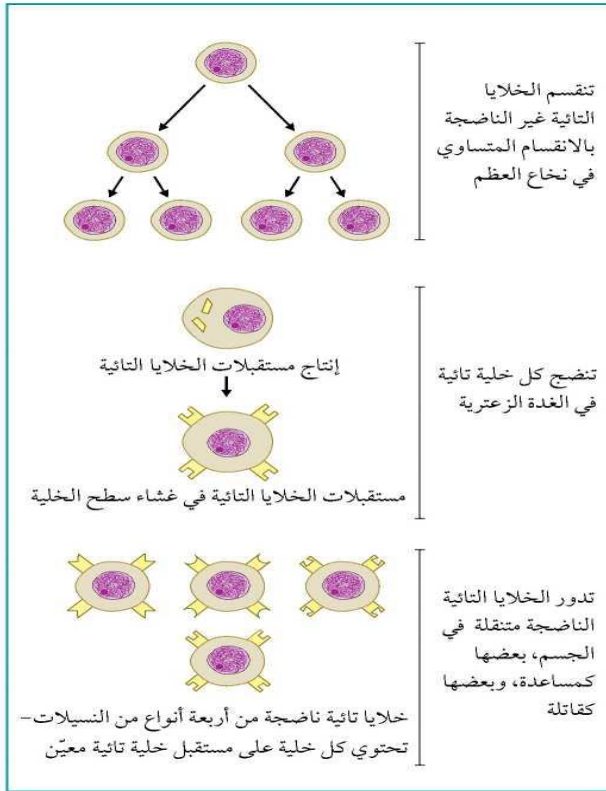 تنقسم الخلايا
التائية غير الناضجة
بالانقسام المتساوي
في نخاع العظم
إنتاج مستقبلات الخلايا التائية
تنضج كل خلية تائية
في الغدة الزعترية
مستقبلات الخلايا التائية في غشاء سطح الخلية
تدور الخلايا التائية
الناضجة متنقلة في
الجسم، بعضها
كمساعدة، وبعضها
كقاتلة
خلايا تائية ناضجة من أربعة أنواع من النسيلات–
تحتوي كل خلية على مستقبل خلية تائية معيّن